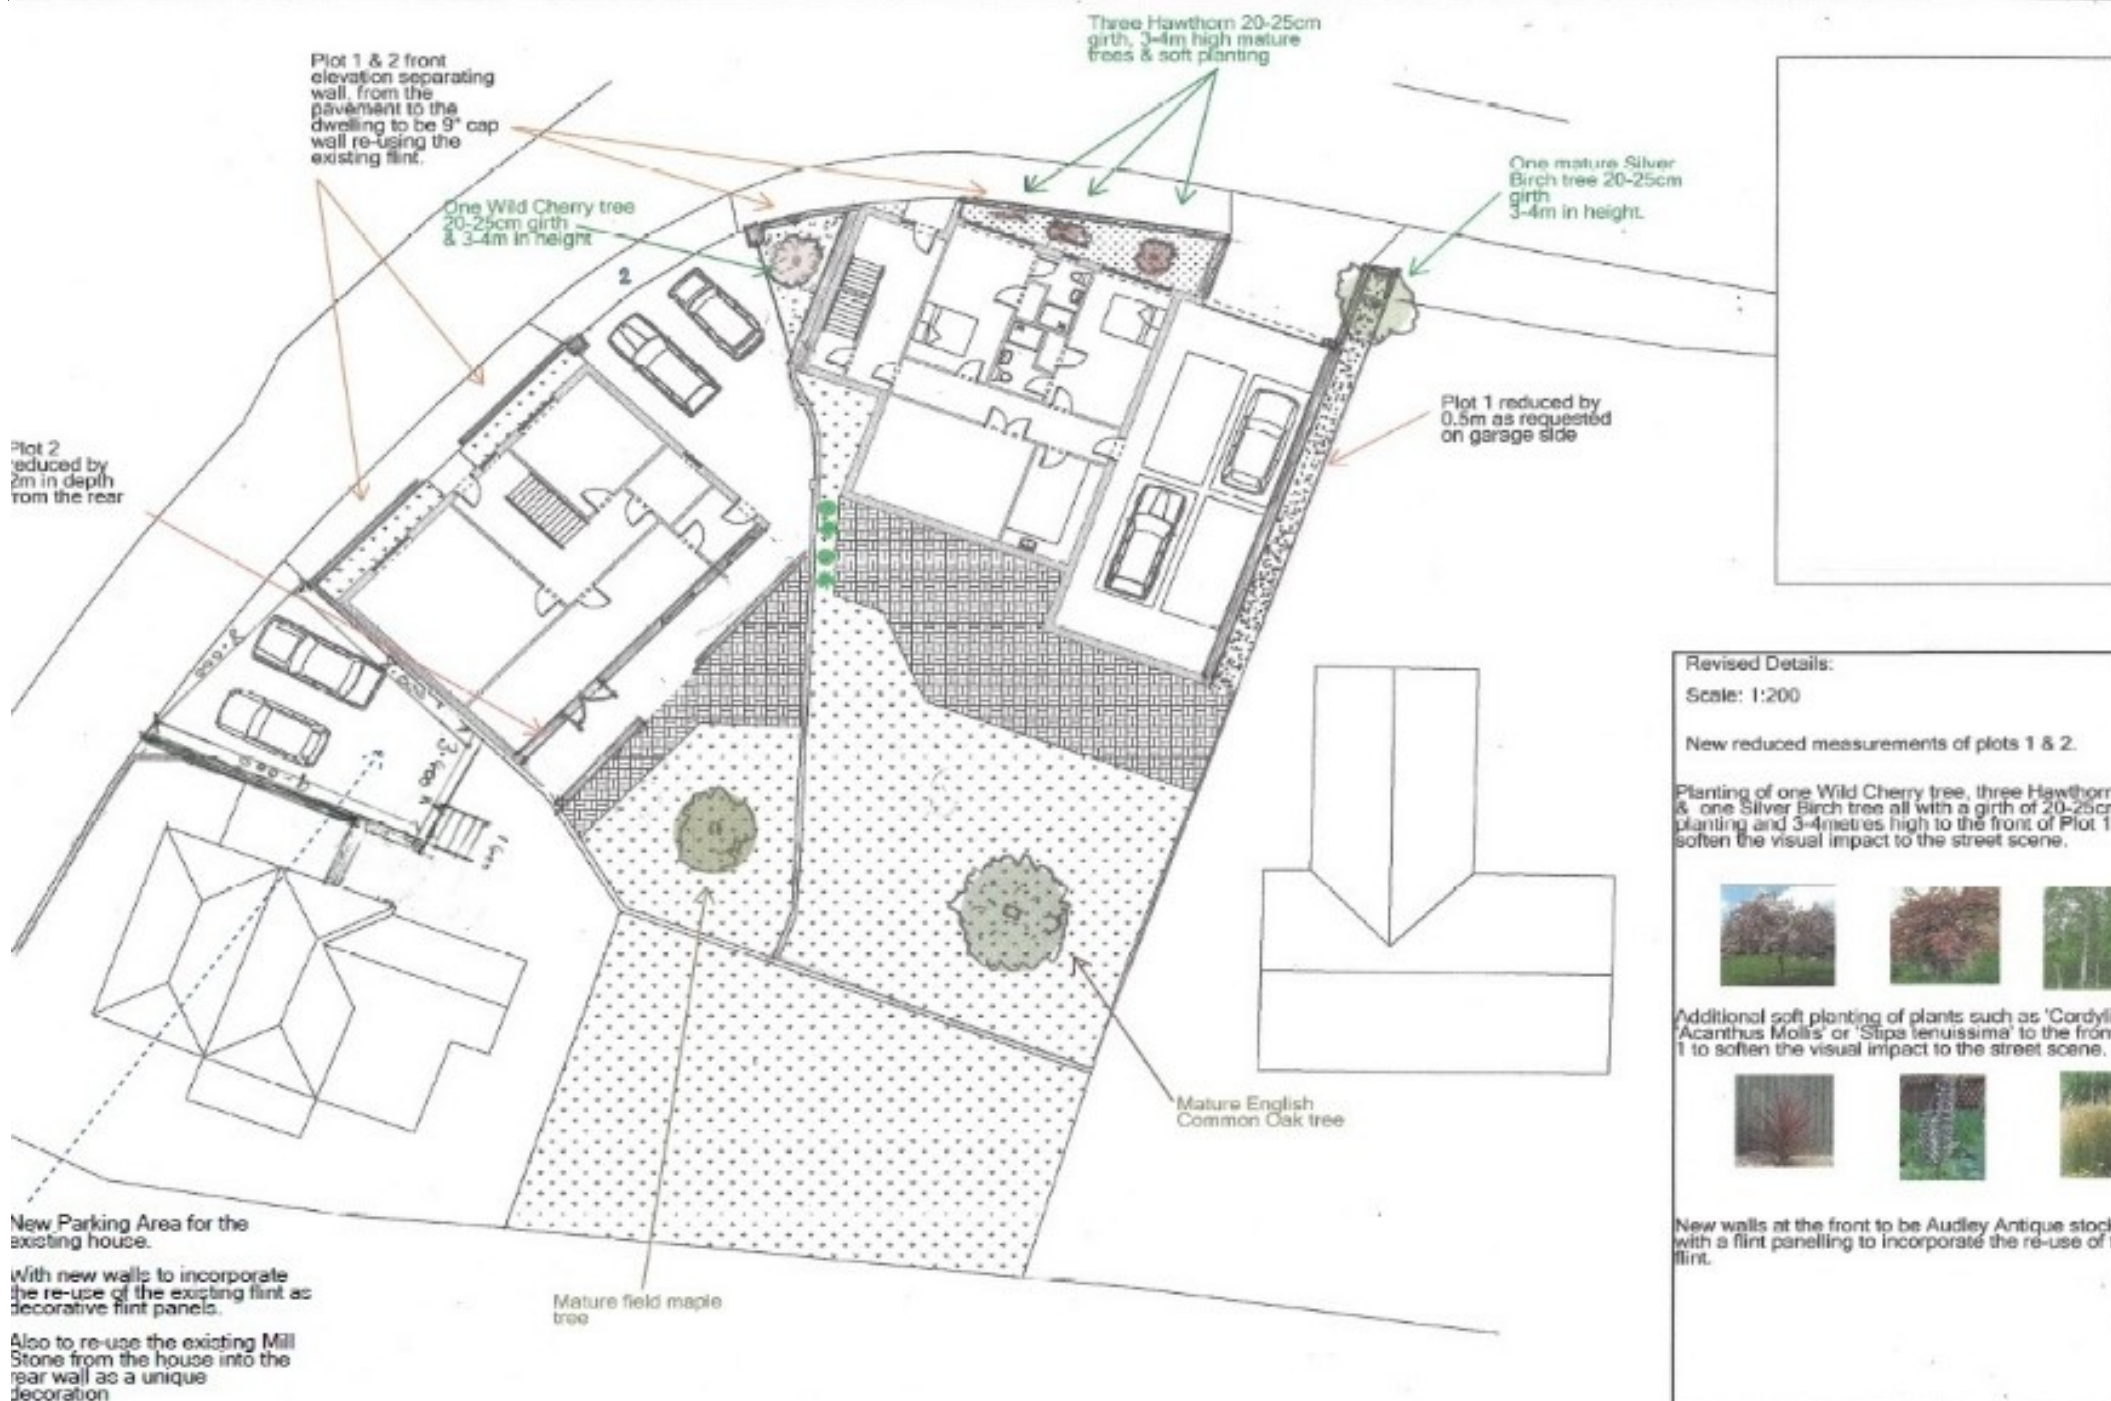 Three Hawthorn 20-25cm
girth, 3-4m high mature
trees & soft planting
Plot 1 & 2 front
elevation separating
wall, from the
pavement to the
dwelling to be 9" cap
wall re-using the
existing flint.
One mature Silver
Birch tree 20-25cm
girth
3-4m in height.
One Wild Cherry tree
20-25cm girth
& 3-4m in height
2
Plot 1 reduced by
0.5m as requested
on garage side
Plot 2
reduced by
2m in depth
from the rear
Revised Details:
Scale: 1:200
New reduced measurements of plots 1 & 2.
Planting of one Wild Cherry tree, three Hawthorn
& one Silver Birch tree all with a girth of 20-25c
planting and 3-4metres high to the front of Plot 1
soften the visual impact to the street scene.
Additional soft planting of plants such as 'Cordyli
'Acanthus Mollis' or 'Stipa tenuissima' to the fron
1 to soften the visual impact to the street scene.
Mature English
Common Oak tree
New Parking Area for the
existing house.
With new walls to incorporate
the re-use of the existing flint as
decorative flint panels.
Also to re-use the existing Mill
Stone from the house into the
rear wall as a unique
decoration
Mature field maple
tree
New walls at the front to be Audley Antique stock
with a flint panelling to incorporate the re-use of
flint.